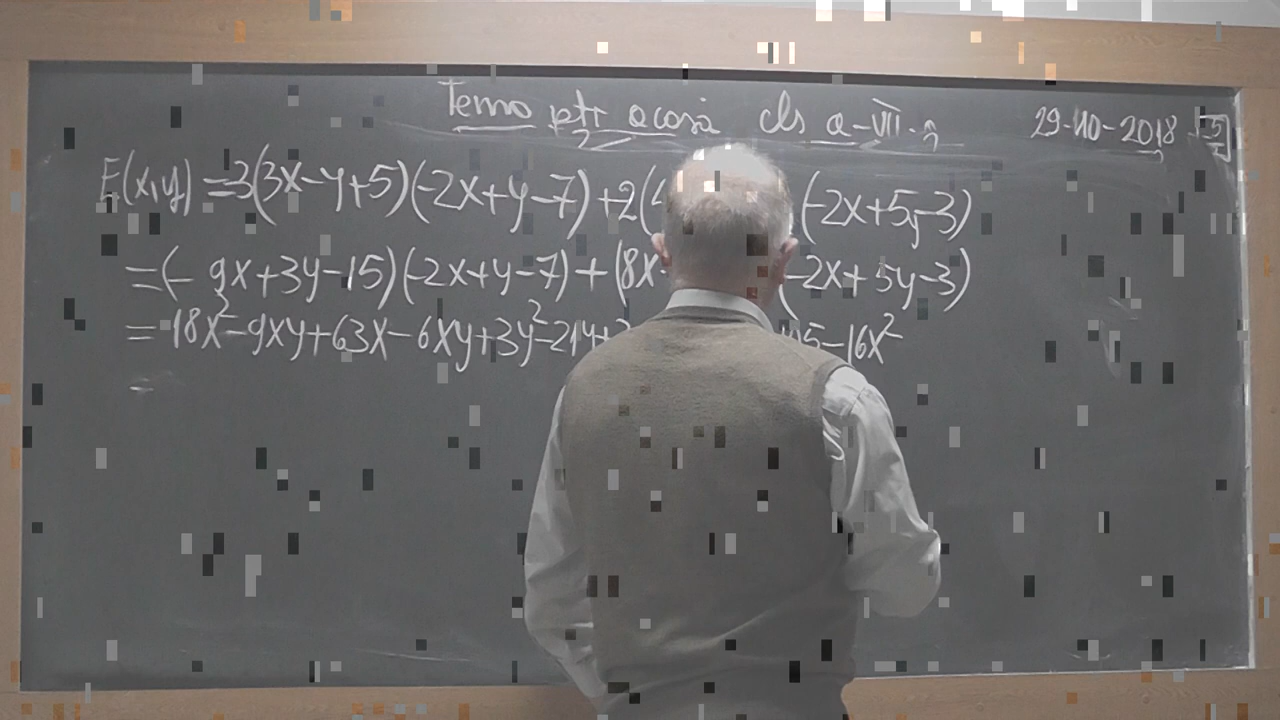 Temă ptr acasă cls a-VII-a 29-10-2018
E(x,y) =-3(3x-y+5)(-2x+y-7)+2( (-2x+5y-3)
=(-9x+3y-15)(-2x+y-7)+(8x- -2x+5y-3)
=18x²-9xy+63x-6xy+3y²-21y+ -16x²
=